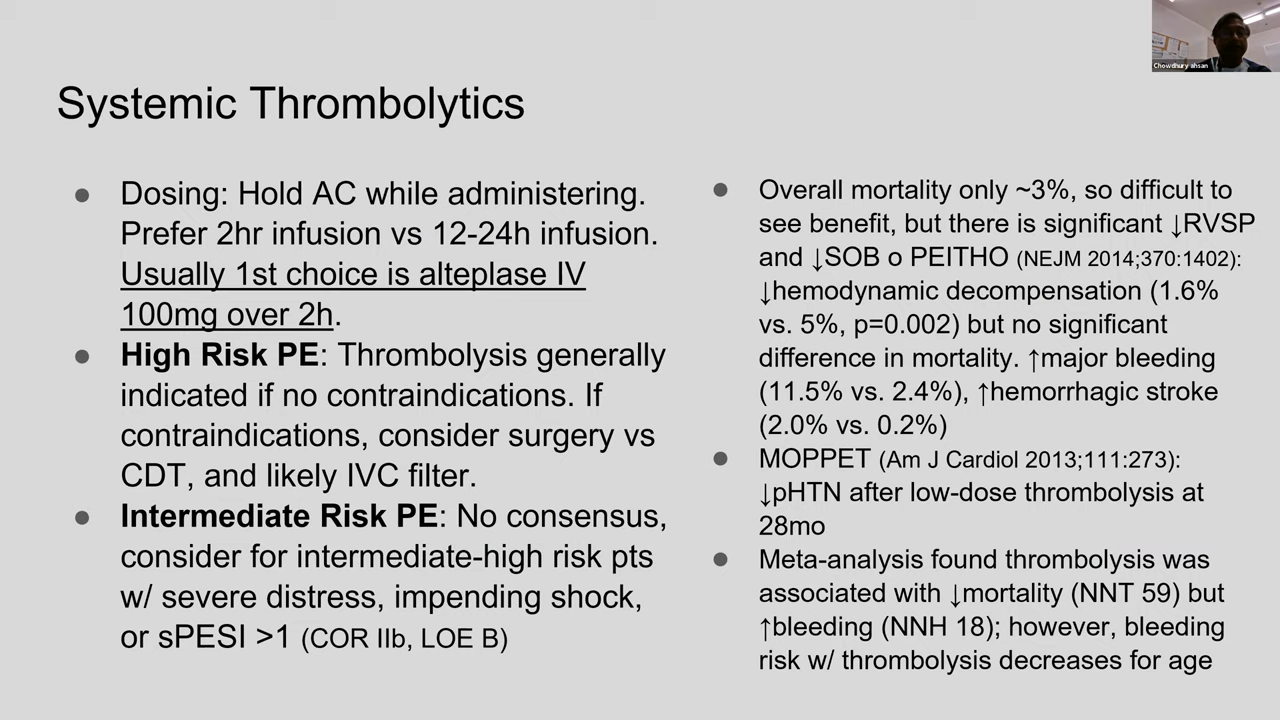 Chowdhury ahsan
Systemic Thrombolytics
● Dosing: Hold AC while administering.
Prefer 2hr infusion vs 12-24h infusion.
Usually 1st choice is alteplase IV
100mg over 2h.
● High Risk PE: Thrombolysis generally
indicated if no contraindications. If
contraindications, consider surgery vs
CDT, and likely IVC filter.
● Intermediate Risk PE: No consensus,
consider for intermediate-high risk pts
w/ severe distress, impending shock,
or sPESI >1 (COR IIb, LOE B)
● Overall mortality only ~3%, so difficult to
see benefit, but there is significant ↓RVSP
and ↓SOB o PEITHO (NEJM 2014;370:1402):
↓hemodynamic decompensation (1.6%
vs. 5%, p=0.002) but no significant
difference in mortality. ↑major bleeding
(11.5% vs. 2.4%), ↑hemorrhagic stroke
(2.0% vs. 0.2%)
● MOPPET (Am J Cardiol 2013;111:273):
↓pHTN after low-dose thrombolysis at
28mo
● Meta-analysis found thrombolysis was
associated with ↓mortality (NNT 59) but
↑bleeding (NNH 18); however, bleeding
risk w/ thrombolysis decreases for age